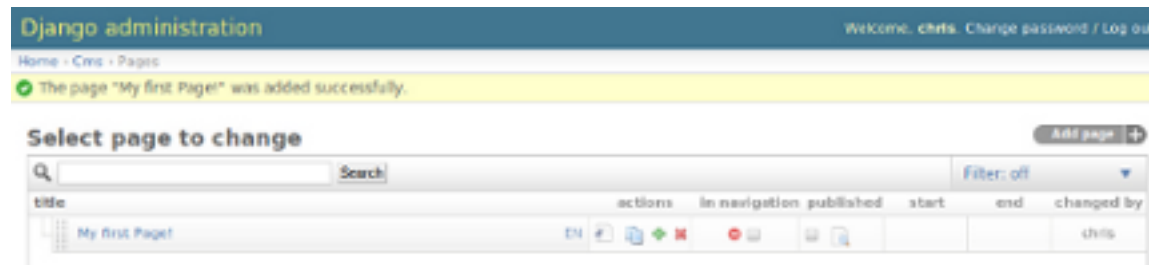 Django administration
Welcome, chris. Change password / Log ou
Home › Cms › Pages
The page "My first Page!" was added successfully.
Select page to change
Add page
Search
Filter: off
title actions in navigation published start end changed by
My first Page! EN chris